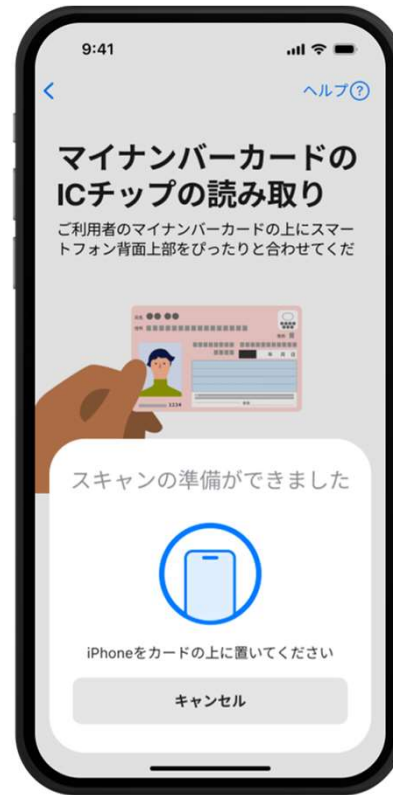 9:41
ヘルプ?
マイナンバーカードの
ICチップの読み取り
ご利用者のマイナンバーカードの上にスマー
トフォン背面上部をぴったりと合わせてくだ
1234
年 月 日
スキャンの準備ができました
iPhoneをカードの上に置いてください
キャンセル